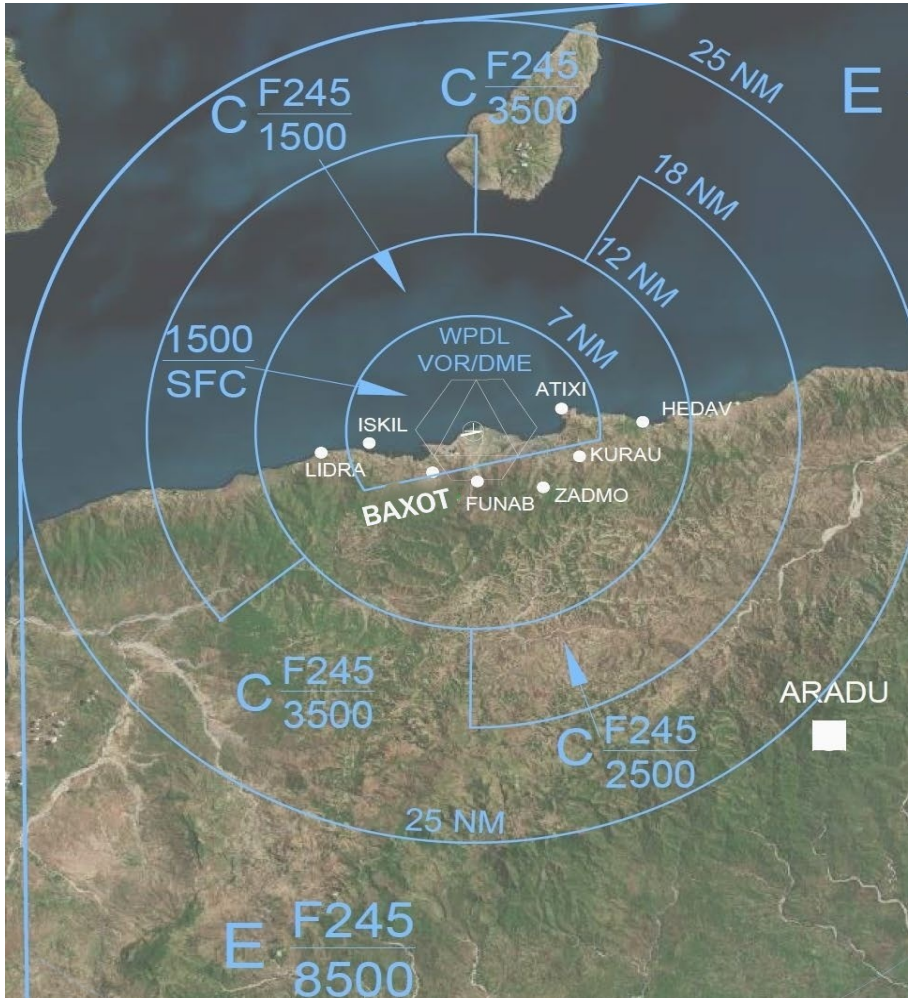 25 NM
C F245
1500
C F245
3500
E
18 NM
12 NM
7 NM
1500
SFC
WPDL
VOR/DME
ATIXI
HEDAV
ISKIL
LIDRA
KURAU
BAXOT
FUNAB
ZADMO
C F245
3500
ARADU
C F245
2500
25 NM
E F245
8500